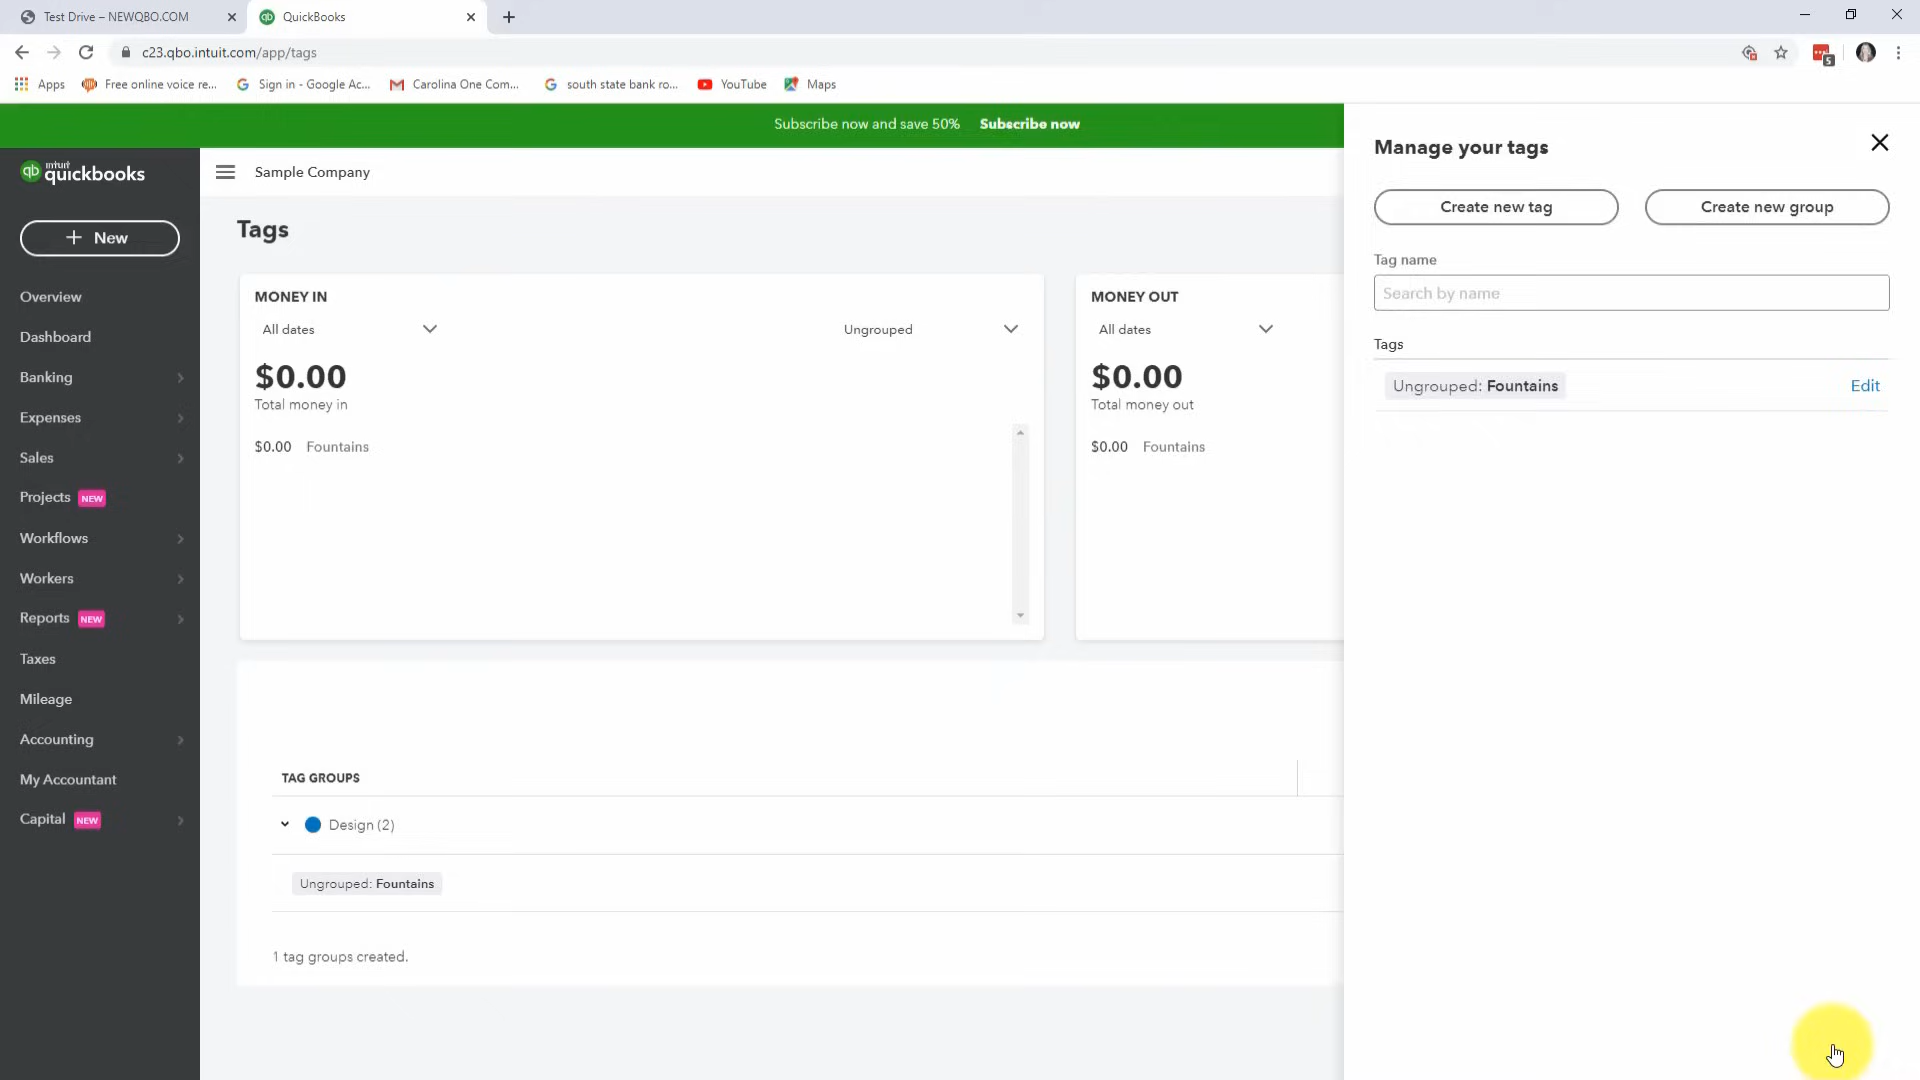 Test Drive – NEWQBO.COM
QuickBooks
c23.qbo.intuit.com/app/tags
5
Apps
Free online voice re...
Sign in - Google Ac...
Carolina One Com...
south state bank ro...
YouTube
Maps
Subscribe now and save 50% Subscribe now
intuit
quickbooks
Sample Company
+ New
Overview
Dashboard
Banking
Expenses
Sales
Projects NEW
Workflows
Workers
Reports NEW
Taxes
Mileage
Accounting
My Accountant
Capital NEW
Tags
MONEY IN
All dates
Ungrouped
$0.00
Total money in
$0.00 Fountains
MONEY OUT
All dates
$0.00
Total money out
$0.00 Fountains
TAG GROUPS
Design (2)
Ungrouped: Fountains
1 tag groups created.
Manage your tags
Create new tag
Create new group
Tag name
Search by name
Tags
Ungrouped: Fountains
Edit